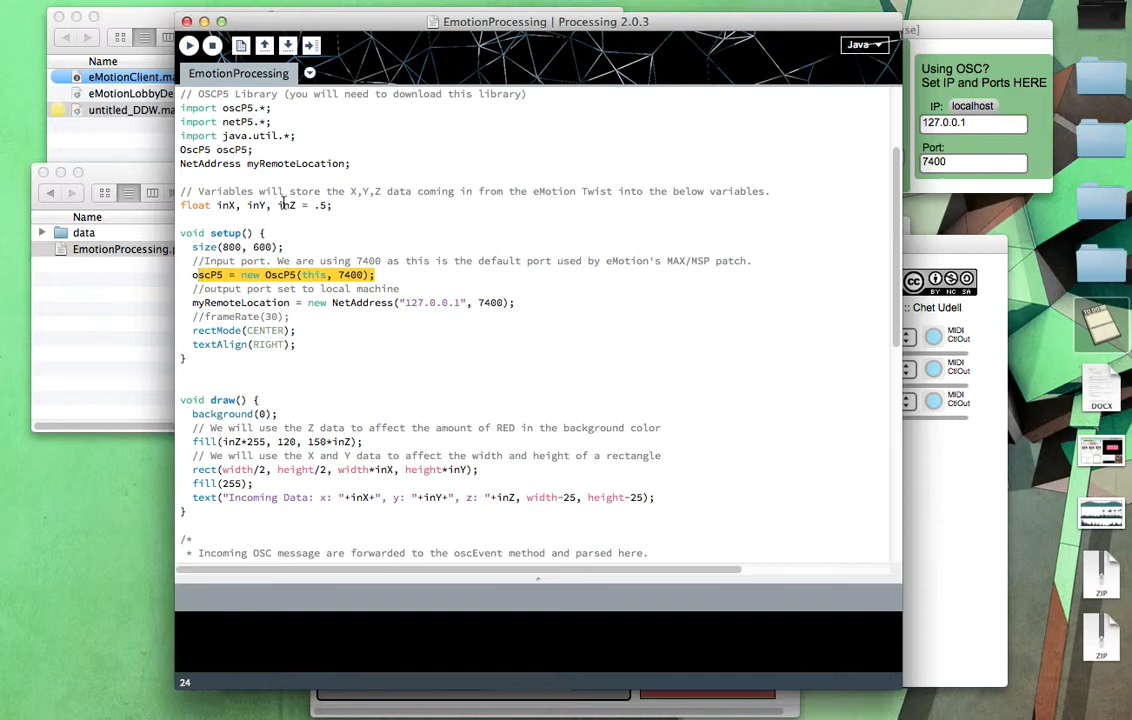 EmotionProcessing | Processing 2.0.3
Java
EmotionProcessing
// OSCP5 Library (you will need to download this library)
import oscP5.*;
import netP5.*;
import java.util.*;
OscP5 oscP5;
NetAddress myRemoteLocation;
// Variables will store the X,Y,Z data coming in from the eMotion Twist into the below variables.
float inX, inY, inZ = .5;
void setup() {
size(800, 600);
//Input port. We are using 7400 as this is the default port used by eMotion's MAX/MSP patch.
oscP5 = new OscP5(this, 7400);
//output port set to local machine
myRemoteLocation = new NetAddress("127.0.0.1", 7400);
//frameRate(30);
rectMode(CENTER);
textAlign(RIGHT);
}
void draw() {
background(0);
// We will use the Z data to affect the amount of RED in the background color
fill(inZ*255, 120, 150*inZ);
// We will use the X and Y data to affect the width and height of a rectangle
rect(width/2, height/2, width*inX, height*inY);
fill(255);
text("Incoming Data: x: "+inX+", y: "+inY+", z: "+inZ, width-25, height-25);
}
/*
* Incoming OSC message are forwarded to the oscEvent method and parsed here.
24
Name
eMotionClient.ma
eMotionLobbyDe
untitled_DDW.ma
Name
data
EmotionProcessing.p
se]
Using OSC?
Set IP and Ports HERE
IP: localhost
127.0.0.1
Port:
7400
CC
BY NC SA
:: Chet Udell
MIDI
CtlOut
MIDI
CtlOut
MIDI
CtlOut
TO DO
DOCX
ZIP
ZIP